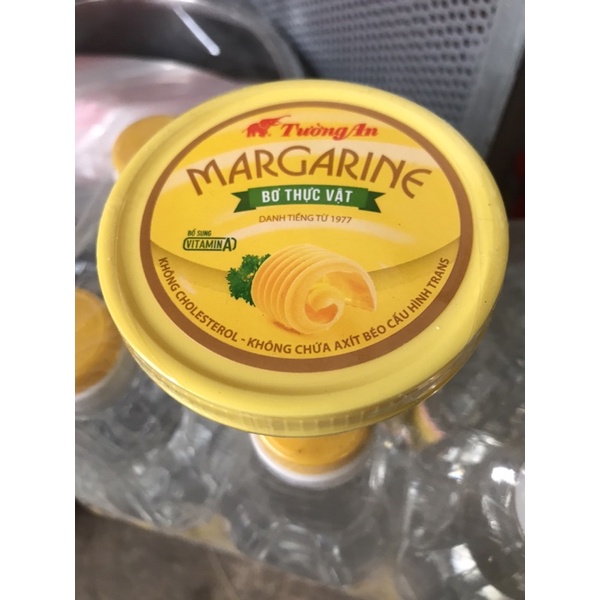 Tường An
MARGARINE
BƠ THỰC VẬT
DANH TIẾNG TỪ 1977
BỔ SUNG
VITAMIN A
KHÔNG CHOLESTEROL - KHÔNG CHỨA AXÍT BÉO CẤU HÌNH TRANS